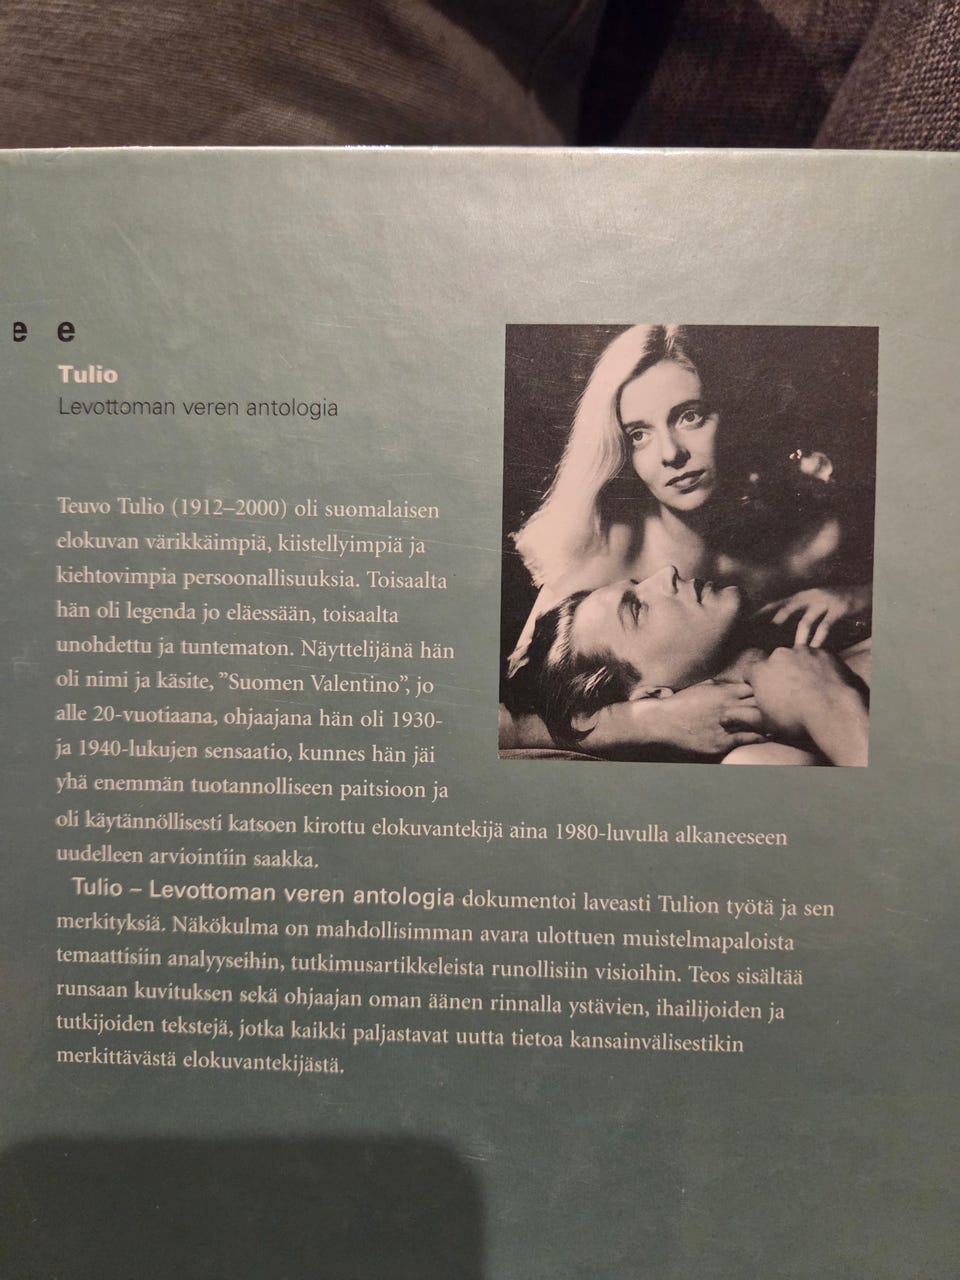 e e
Tulio
Levottoman veren antologia
Teuvo Tulio (1912–2000) oli suomalaisen
elokuvan värikkäimpiä, kiistellyimpiä ja
kiehtovimpia persoonallisuuksia. Toisaalta
hän oli legenda jo eläessään, toisaalta
unohdettu ja tuntematon. Näyttelijänä hän
oli nimi ja käsite, ”Suomen Valentino”, jo
alle 20-vuotiaana, ohjaajana hän oli 1930-
ja 1940-lukujen sensaatio, kunnes hän jäi
yhä enemmän tuotannolliseen paitsioon ja
oli käytännöllisesti katsoen kirottu elokuvantekijä aina 1980-luvulla alkaneeseen
uudelleen arviointiin saakka.
Tulio – Levottoman veren antologia dokumentoi laveasti Tulion työtä ja sen
merkityksiä. Näkökulma on mahdollisimman avara ulottuen muistelmapaloista
temaattisiin analyyseihin, tutkimusartikkeleista runollisiin visioihin. Teos sisältää
runsaan kuvituksen sekä ohjaajan oman äänen rinnalla ystävien, ihailijoiden ja
tutkijoiden tekstejä, jotka kaikki paljastavat uutta tietoa kansainvälisestikin
merkittävästä elokuvantekijästä.